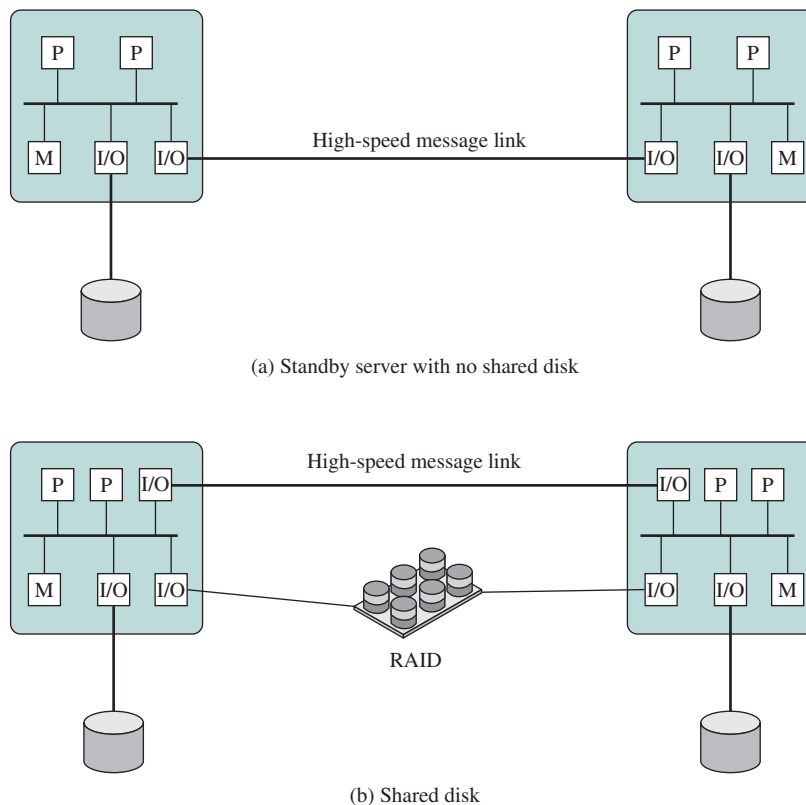 P P P P
High-speed message link
M I/O I/O I/O I/O M
(a) Standby server with no shared disk
High-speed message link
P P I/O I/O P P
M I/O I/O I/O I/O M
RAID
(b) Shared disk